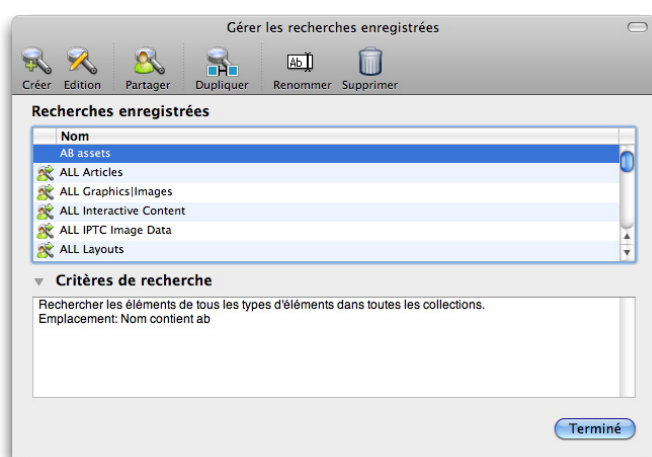 Gérer les recherches enregistrées
Créer Edition Partager Dupliquer Ab Renommer Supprimer
Recherches enregistrées
Nom
AB assets
ALL Articles
ALL Graphics|Images
ALL Interactive Content
ALL IPTC Image Data
ALL Layouts
Critères de recherche
Rechercher les éléments de tous les types d'éléments dans toutes les collections.
Emplacement: Nom contient ab
Terminé